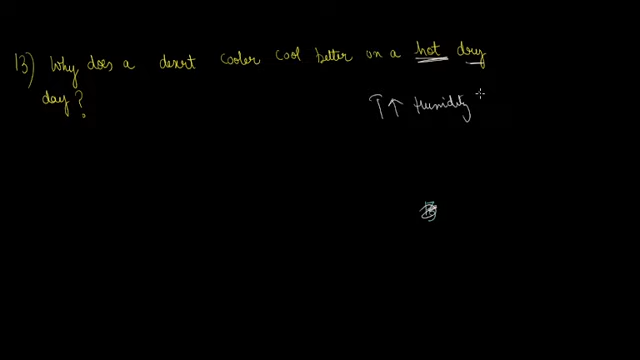 13) Why does a desert cooler cool better on a hot dry
day?
T↑ Humidity